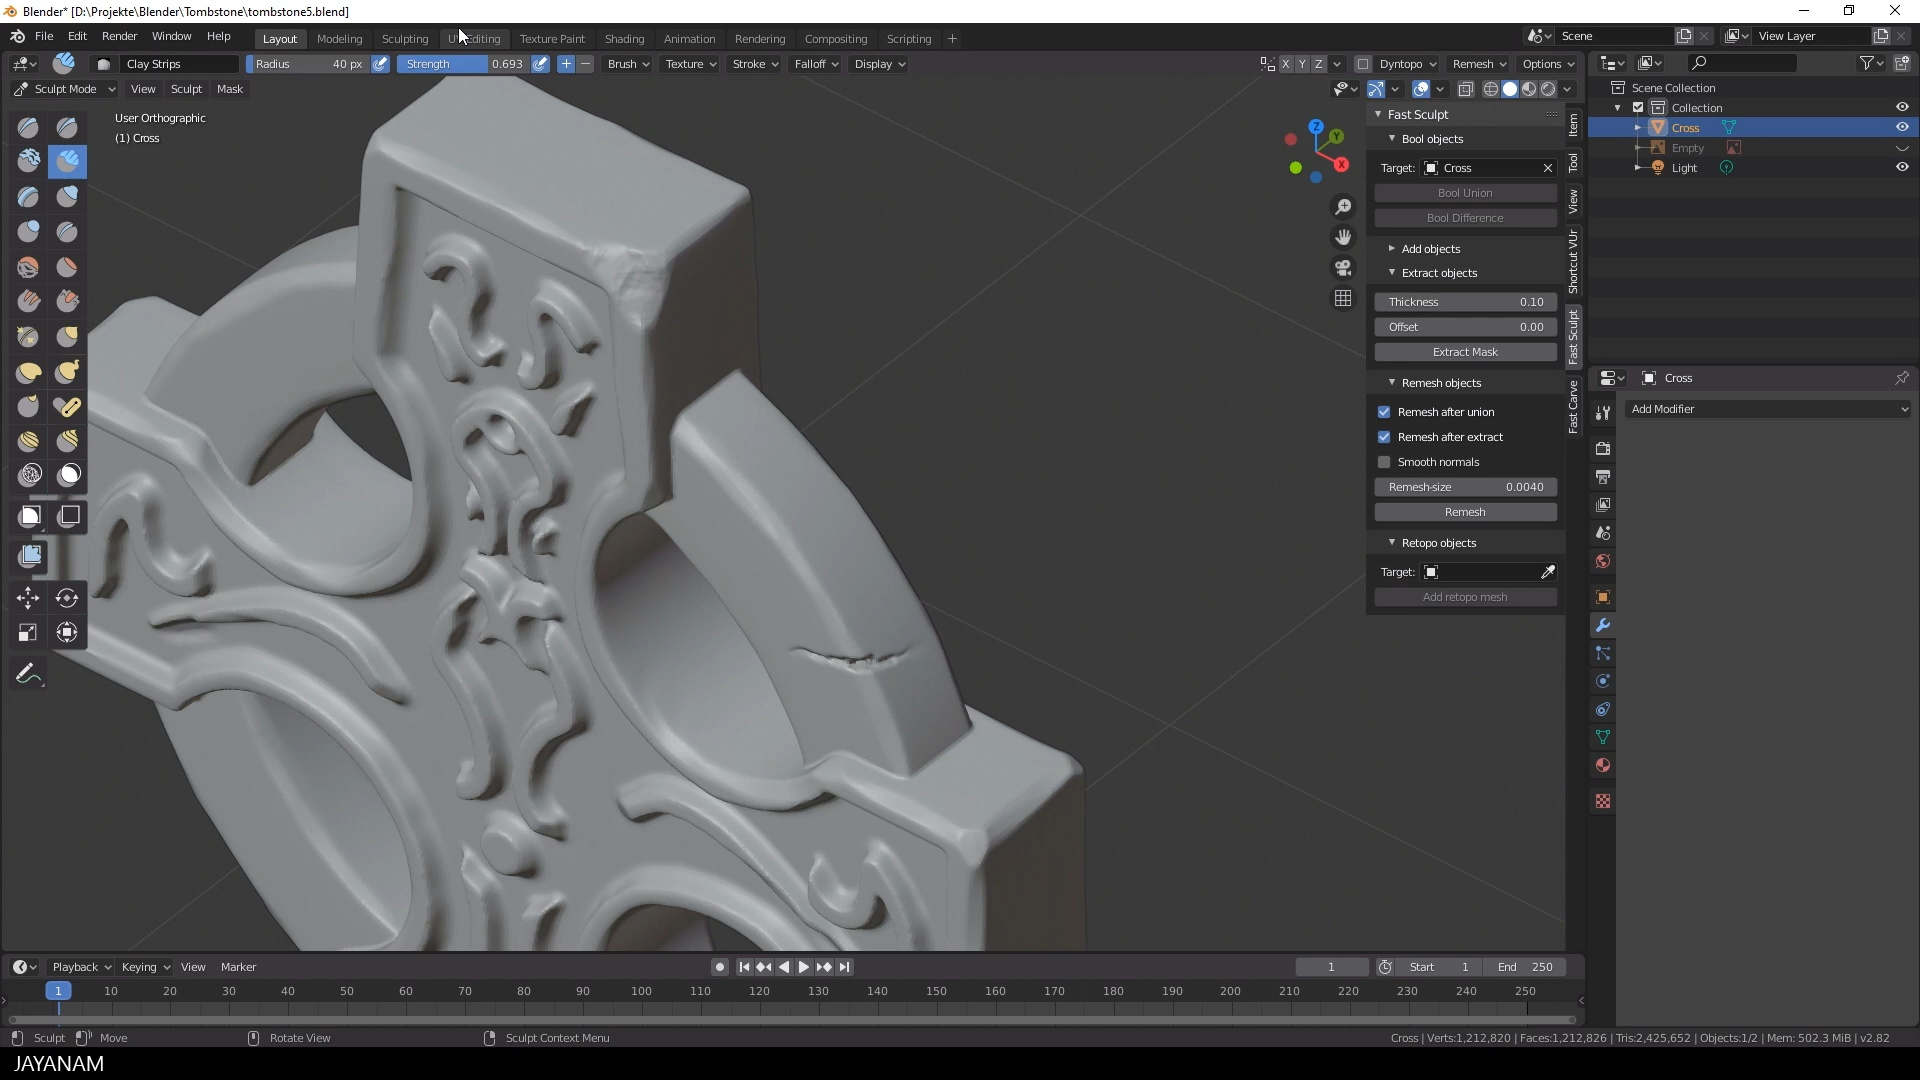 Blender* [D:\Projekte\Blender\Tombstone\tombstone5.blend]
File Edit Render Window Help Layout Modeling Sculpting UV Editing Texture Paint Shading Animation Rendering Compositing Scripting + Scene View Layer
Clay Strips Radius 40 px Strength 0.693 + − Brush Texture Stroke Falloff Display X Y Z Dyntopo Remesh Options
Sculpt Mode View Sculpt Mask
User Orthographic
(1) Cross
Z Y X
Fast Sculpt
Bool objects
Target: Cross
Bool Union
Bool Difference
Add objects
Extract objects
Thickness 0.10
Offset 0.00
Extract Mask
Remesh objects
Remesh after union
Remesh after extract
Smooth normals
Remesh-size 0.0040
Remesh
Retopo objects
Target:
Add retopo mesh
Item
Tool
View
Shortcut VUr
Fast Sculpt
Fast Carve
Scene Collection
Collection
Cross
Empty
Light
Cross
Add Modifier
Playback Keying View Marker 1 Start 1 End 250
1 10 20 30 40 50 60 70 80 90 100 110 120 130 140 150 160 170 180 190 200 210 220 230 240 250
Sculpt Move Rotate View Sculpt Context Menu Cross | Verts:1,212,820 | Faces:1,212,826 | Tris:2,425,652 | Objects:1/2 | Mem: 502.3 MiB | v2.82
JAYANAM